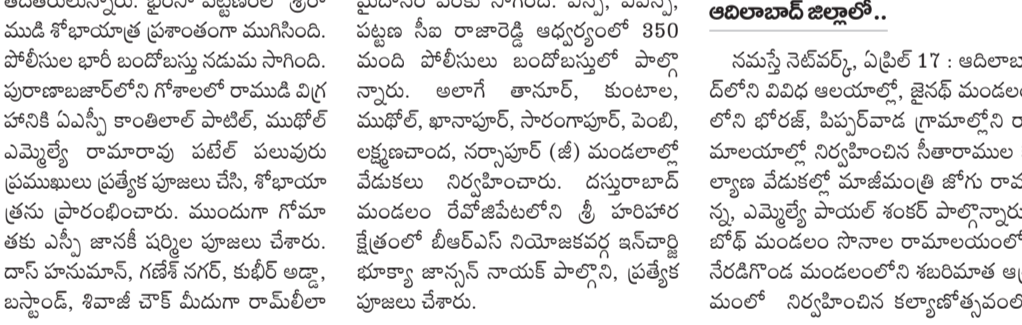 ముడి శోభాయాత్ర ప్రశాంతంగా ముగిసింది.
పోలీసుల భారీ బందోబస్తు నడుమ సాగింది.
పురాణాబజార్‌లోని గోశాలలో రాముడి విగ్ర
హానికి ఏఎస్పీ కాంతిలాల్ పాటిల్, ముథోల్
ఎమ్మెల్యే రామారావు పటేల్ పలువురు
ప్రముఖులు ప్రత్యేక పూజలు చేసి, శోభాయా
త్రను ప్రారంభించారు. ముందుగా గోమా
తకు ఎస్పీ జానకీ షర్మిల పూజలు చేశారు.
దాస్ హనుమాన్, గణేశ్ నగర్, కుభీర్ అడ్డా,
బస్టాండ్, శివాజీ చౌక్ మీదుగా రామ్‌లీలా
పట్టణ సీఐ రాజారెడ్డి ఆధ్వర్యంలో 350
మంది పోలీసులు బందోబస్తులో పాల్గొ
న్నారు. అలాగే తానూర్, కుంటాల,
ముథోల్, ఖానాపూర్, సారంగాపూర్, పెంబి,
లక్ష్మణచాంద, నర్సాపూర్ (జీ) మండలాల్లో
వేడుకలు నిర్వహించారు. దస్తురాబాద్
మండలం రేవోజిపేటలోని శ్రీ హరిహార
క్షేత్రంలో బీఆర్ఎస్ నియోజకవర్గ ఇన్‌చార్జి
భూక్యా జాన్సన్ నాయక్ పాల్గొని, ప్రత్యేక
పూజలు చేశారు.
ఆదిలాబాద్ జిల్లాలో..
నమస్తే నెట్‌వర్క్, ఏప్రిల్ 17 : ఆదిలాబ
ద్‌లోని వివిధ ఆలయాల్లో, జైనథ్ మండలం
లోని భోరజ్, పిప్పర్‌వాడ గ్రామాల్లోని ర
మాలయాల్లో నిర్వహించిన సీతారాముల
ల్యాణ వేడుకల్లో మాజీమంత్రి జోగు రామ
న్న, ఎమ్మెల్యే పాయల్ శంకర్ పాల్గొన్నారు
బోథ్ మండలం సొనాల రామాలయంలో
నేరడిగొండ మండలంలోని శబరిమాత ఆ
మంలో నిర్వహించిన కల్యాణోత్సవంలో